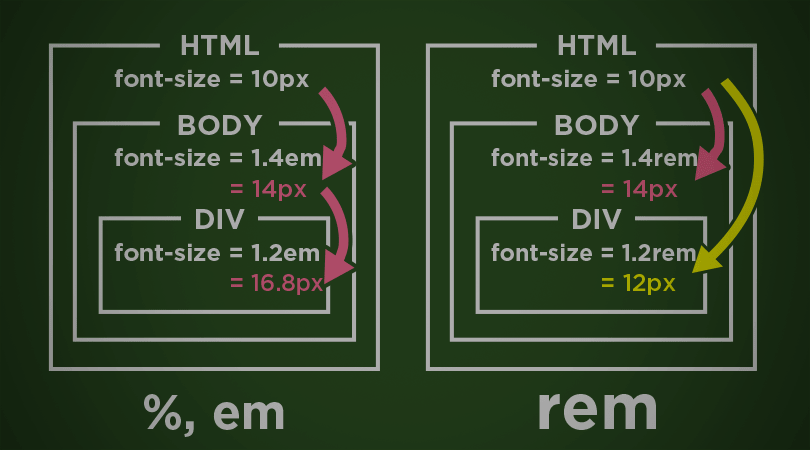 HTML
font-size = 10px
BODY
font-size = 1.4em
= 14px
DIV
font-size = 1.2em
= 16.8px
%, em
HTML
font-size = 10px
BODY
font-size = 1.4rem
= 14px
DIV
font-size = 1.2rem
= 12px
rem